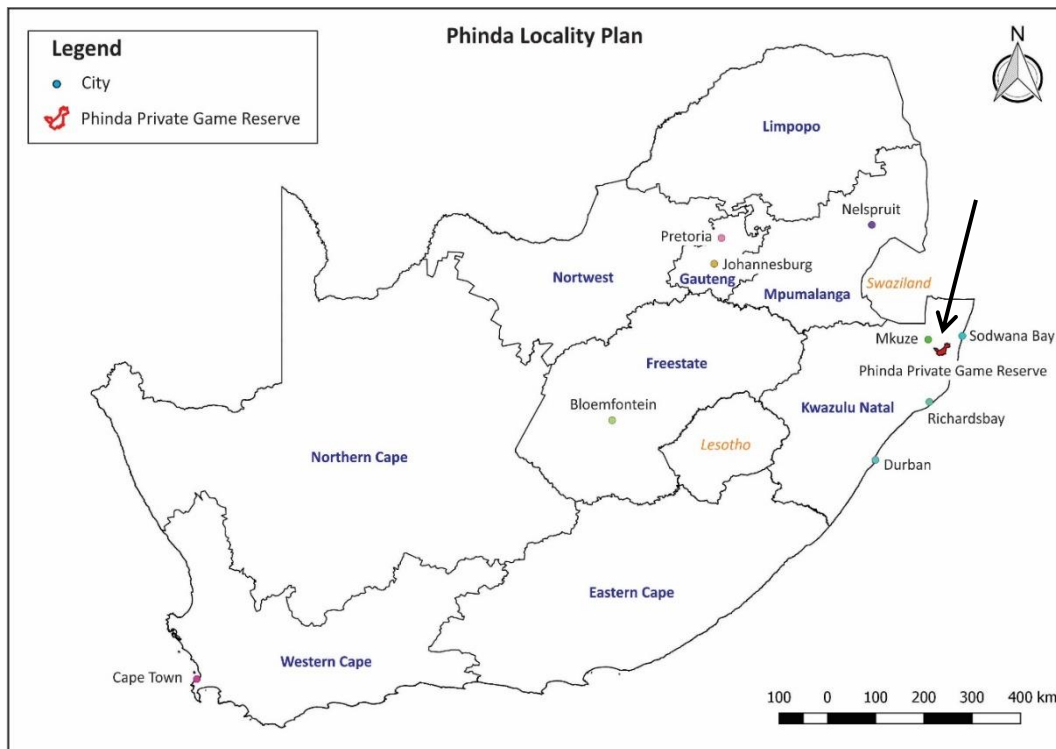 Phinda Locality Plan
Legend
City
Phinda Private Game Reserve
N
Limpopo
Nelspruit
Pretoria
Johannesburg
Nortwest
Gauteng
Mpumalanga
Swaziland
Mkuze
Sodwana Bay
Phinda Private Game Reserve
Freestate
Kwazulu Natal
Bloemfontein
Richardsbay
Lesotho
Northern Cape
Durban
Eastern Cape
Western Cape
Cape Town
100 0 100 200 300 400 km